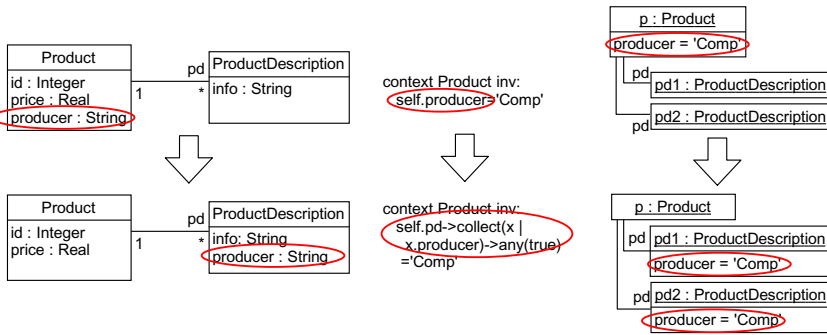 Product
id : Integer
price : Real
producer : String
1
pd
*
ProductDescription
info : String
context Product inv:
self.producer='Comp'
p : Product
producer = 'Comp'
pd
pd1 : ProductDescription
pd
pd2 : ProductDescription
Product
id : Integer
price : Real
1
pd
*
ProductDescription
info: String
producer : String
context Product inv:
self.pd->collect(x |
x.producer)->any(true)
='Comp'
p : Product
pd
pd1 : ProductDescription
producer = 'Comp'
pd
pd2 : ProductDescription
producer = 'Comp'